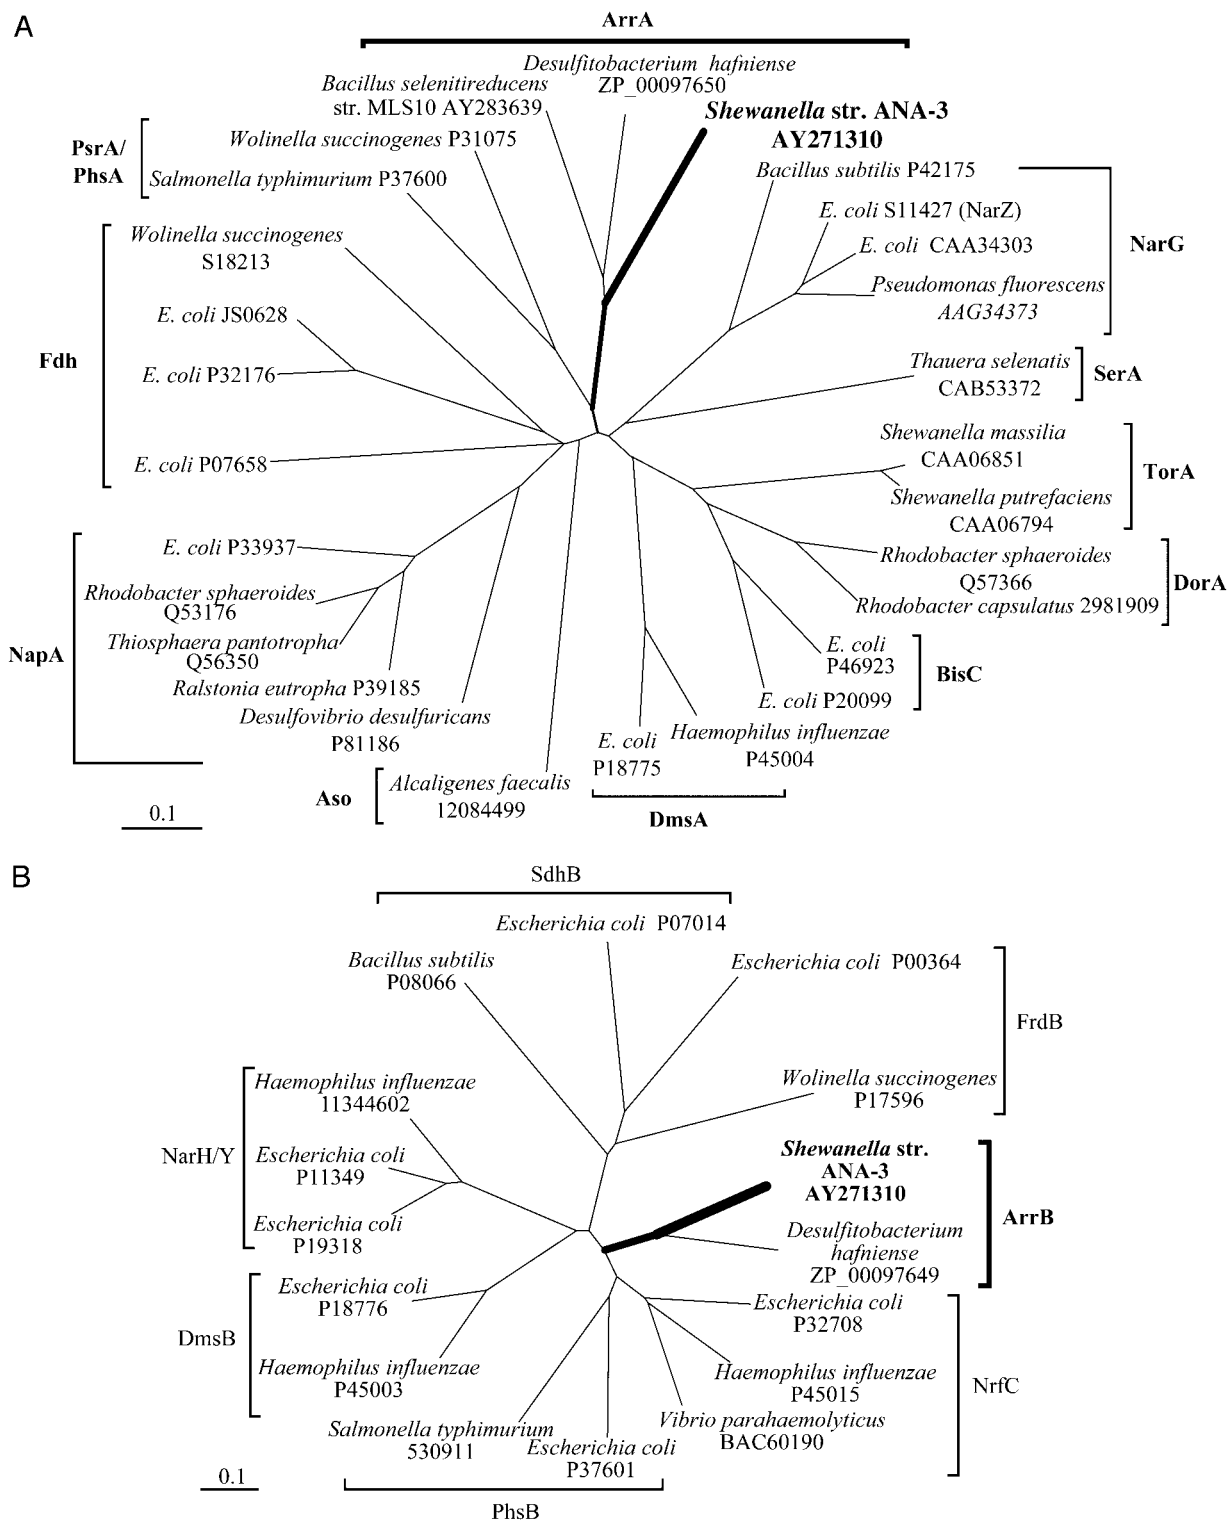 A
ArrA
Desulfitobacterium hafniense
ZP_00097650
Bacillus selenitireducens
str. MLS10 AY283639
Shewanella str. ANA-3
AY271310
Wolinella succinogenes P31075
PsrA/
PhsA
Salmonella typhimurium P37600
Bacillus subtilis P42175
E. coli S11427 (NarZ)
E. coli CAA34303
NarG
Pseudomonas fluorescens
AAG34373
Wolinella succinogenes
S18213
E. coli JS0628
Fdh
E. coli P32176
E. coli P07658
Thauera selenatis
CAB53372
SerA
Shewanella massilia
CAA06851
TorA
Shewanella putrefaciens
CAA06794
E. coli P33937
Rhodobacter sphaeroides
Q53176
Thiosphaera pantotropha
Q56350
NapA
Ralstonia eutropha P39185
Desulfovibrio desulfuricans
P81186
Rhodobacter sphaeroides
Q57366
DorA
Rhodobacter capsulatus 2981909
E. coli
P46923
BisC
E. coli P20099
Haemophilus influenzae
P45004
E. coli
P18775
DmsA
Aso
Alcaligenes faecalis
12084499
0.1
B
SdhB
Escherichia coli P07014
Bacillus subtilis
P08066
Escherichia coli P00364
FrdB
Wolinella succinogenes
P17596
Haemophilus influenzae
11344602
NarH/Y
Escherichia coli
P11349
Escherichia coli
P19318
Shewanella str.
ANA-3
AY271310
ArrB
Desulfitobacterium
hafniense
ZP_00097649
Escherichia coli
P18776
DmsB
Haemophilus influenzae
P45003
Escherichia coli
P32708
Haemophilus influenzae
P45015
NrfC
Vibrio parahaemolyticus
BAC60190
Salmonella typhimurium
530911
Escherichia coli
P37601
PhsB
0.1